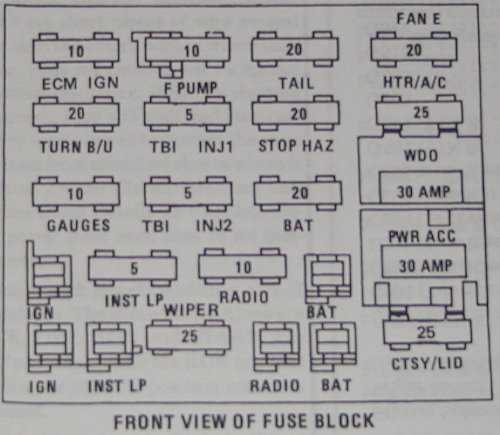 FAN E
10 10 20 20
ECM IGN F PUMP TAIL HTR/A/C
20 5 20 25
TURN B/U TBI INJ1 STOP HAZ WDO
10 5 20 30 AMP
GAUGES TBI INJ2 BAT PWR ACC
5 10 30 AMP
IGN INST LP RADIO BAT
WIPER
25 25
IGN INST LP RADIO BAT CTSY/LID
FRONT VIEW OF FUSE BLOCK